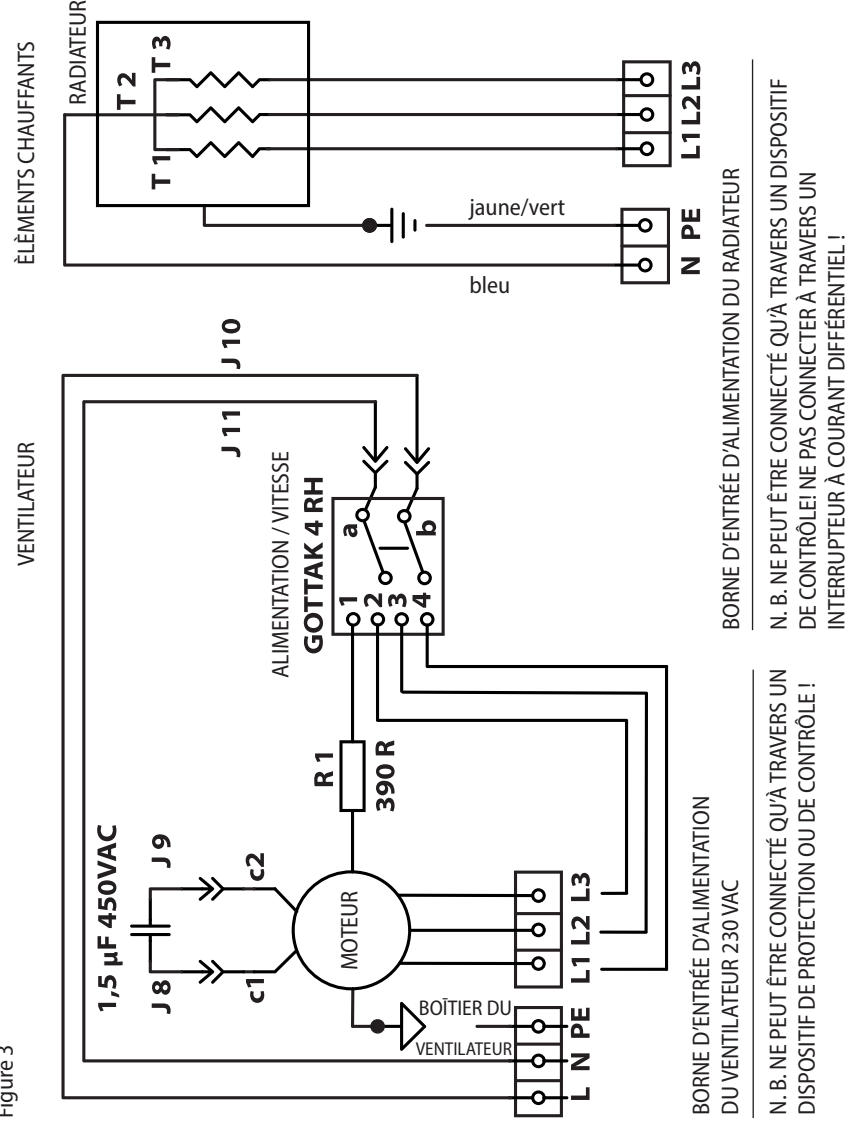 Figure 3
VENTILATEUR
ÈLÈMENTS CHAUFFANTS
RADIATEUR
1,5 µF 450VAC
J 8
J 9
c1
c2
MOTEUR
R 1
390 R
ALIMENTATION / VITESSE
GOTTAK 4 RH
1
2
3
4
a
b
J 11
J 10
BOÎTIER DU
VENTILATEUR
L N PE
L1 L2 L3
T 1
T 2
T 3
bleu
jaune/vert
N PE
L1 L2 L3
BORNE D'ENTRÉE D'ALIMENTATION
DU VENTILATEUR 230 VAC
N. B. NE PEUT ÊTRE CONNECTÉ QU'À TRAVERS UN
DISPOSITIF DE PROTECTION OU DE CONTRÔLE !
BORNE D'ENTRÉE D'ALIMENTATION DU RADIATEUR
N. B. NE PEUT ÊTRE CONNECTÉ QU'À TRAVERS UN DISPOSITIF
DE CONTRÔLE! NE PAS CONNECTER À TRAVERS UN
INTERRUPTEUR À COURANT DIFFÉRENTIEL !